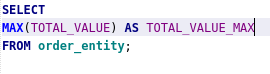 SELECT
MAX(TOTAL_VALUE) AS TOTAL_VALUE_MAX
FROM order_entity;